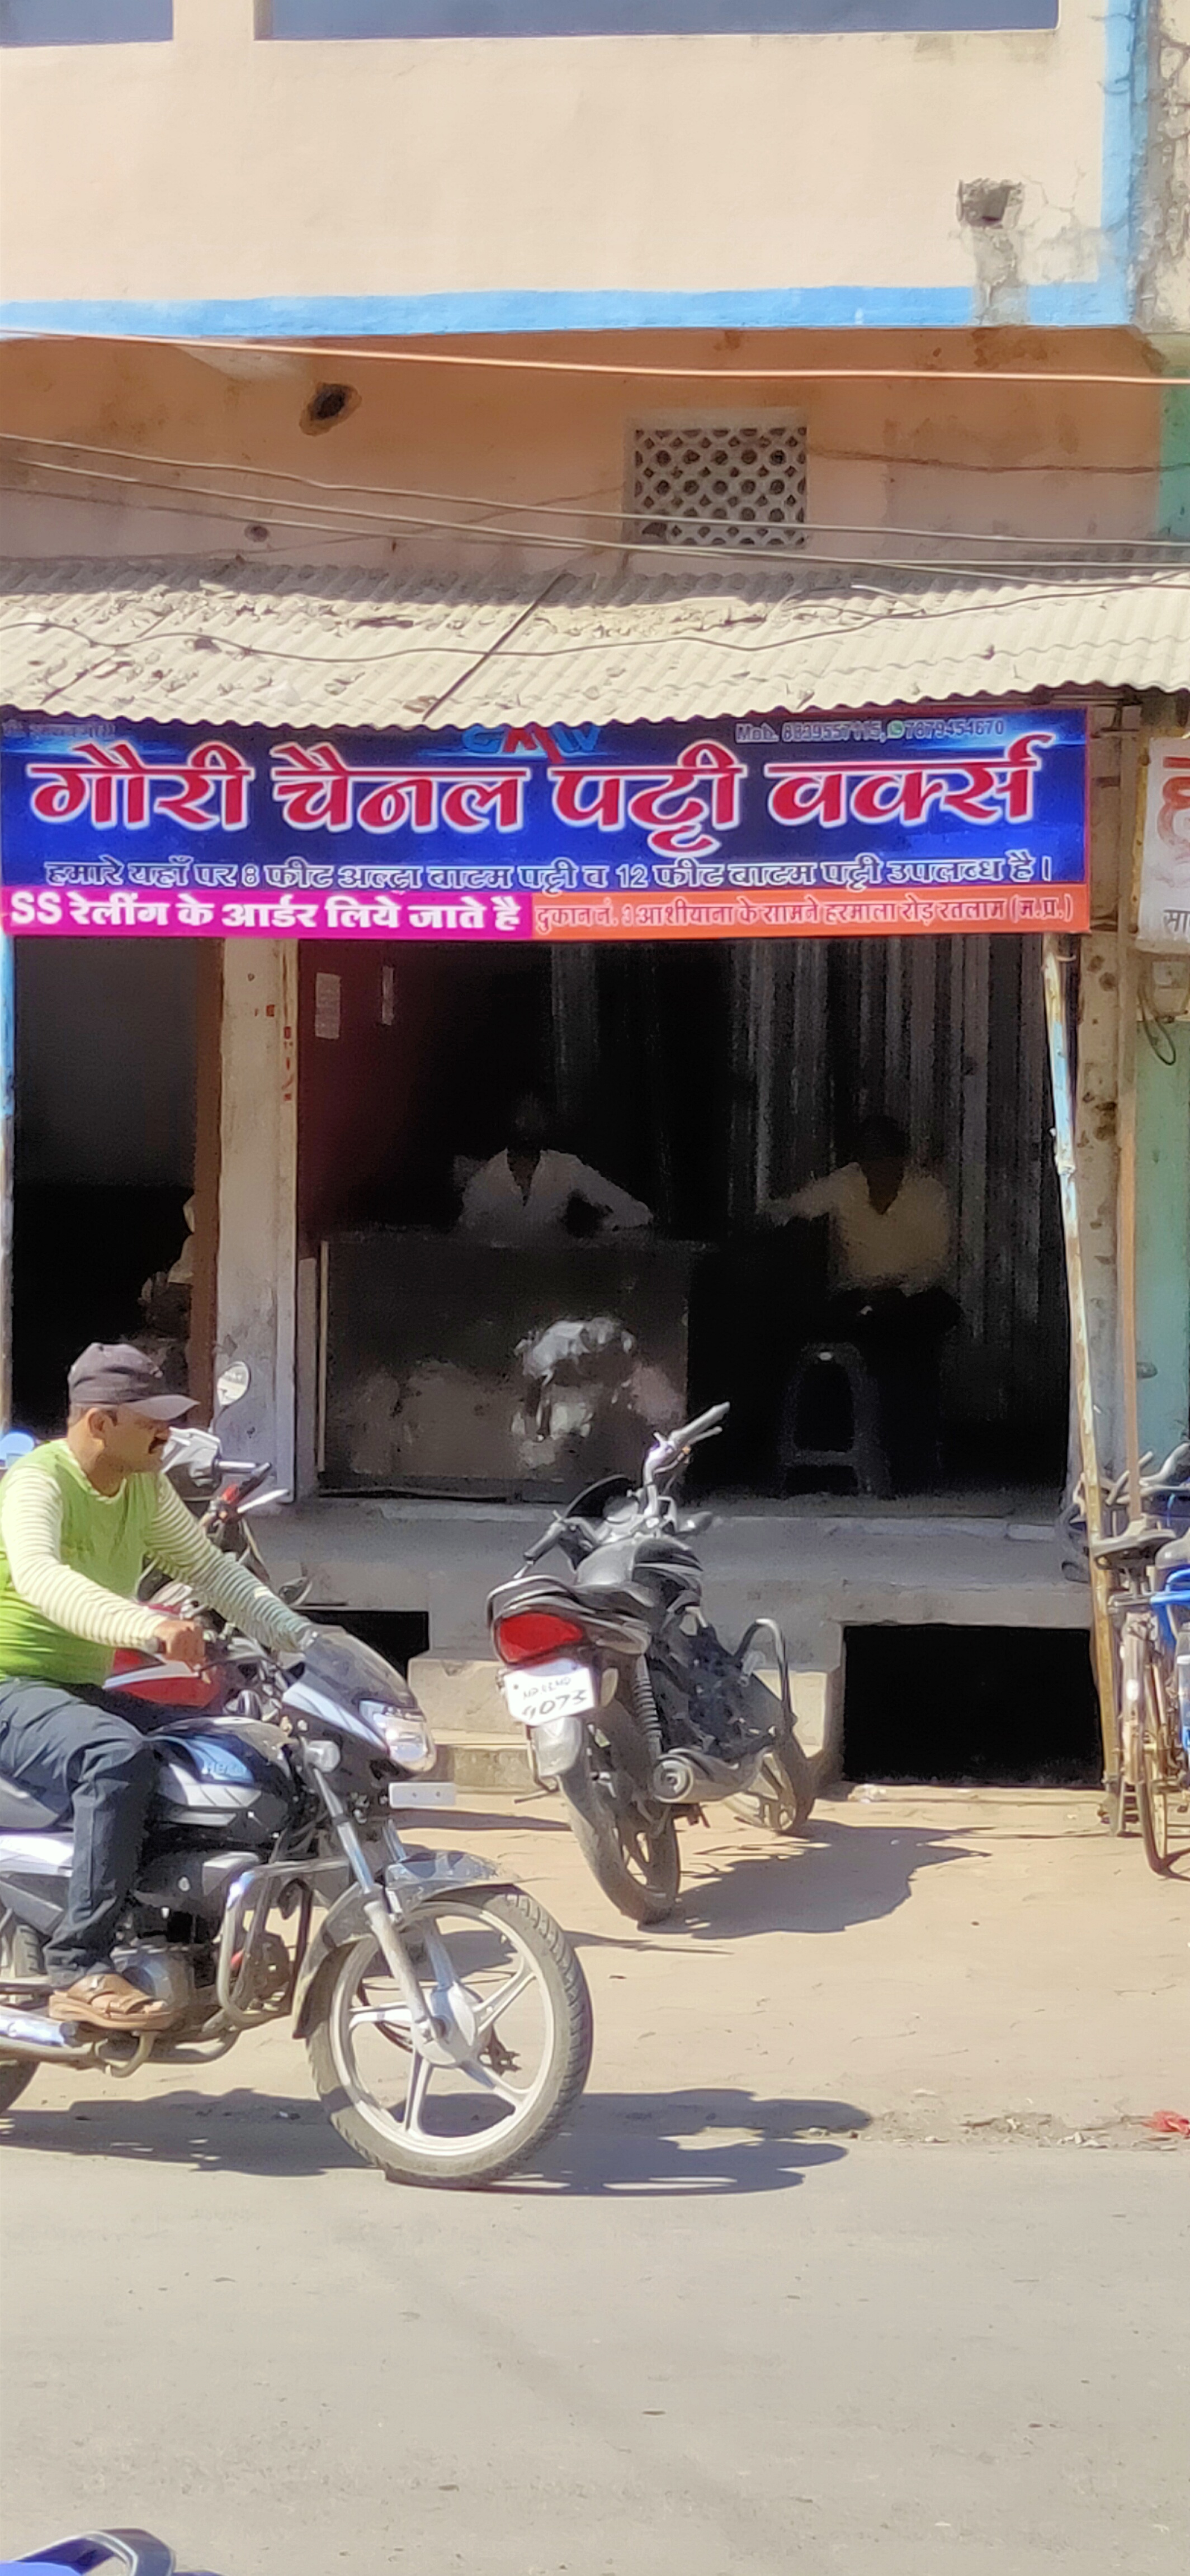 Mob. 8839557115, 7879454670
गौरी चैनल पट्टी वर्क्स
हमारे यहाँ पर 8 फीट अल्ट्रा बाटम पट्टी व 12 फीट बाटम पट्टी उपलब्ध है।
SS रेलींग के आर्डर लिये जाते है
दुकान नं. 3 आशीयाना के सामने हरमाला रोड़ रतलाम (म.प्र.)
सा
4073